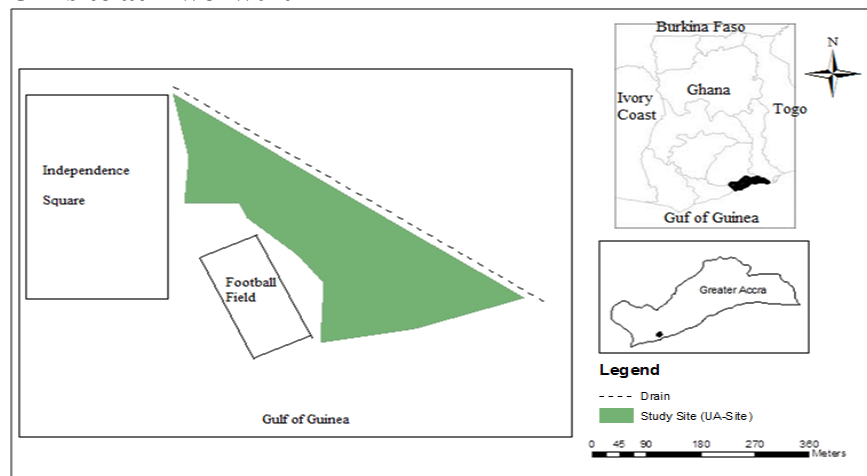 Independence
Square
Football
Field
Gulf of Guinea
Burkina Faso
Ivory
Coast
Ghana
Togo
Guf of Guinea
N
Greater Accra
Legend
Drain
Study Site (UA-Site)
0 45 90 180 270 360
Meters